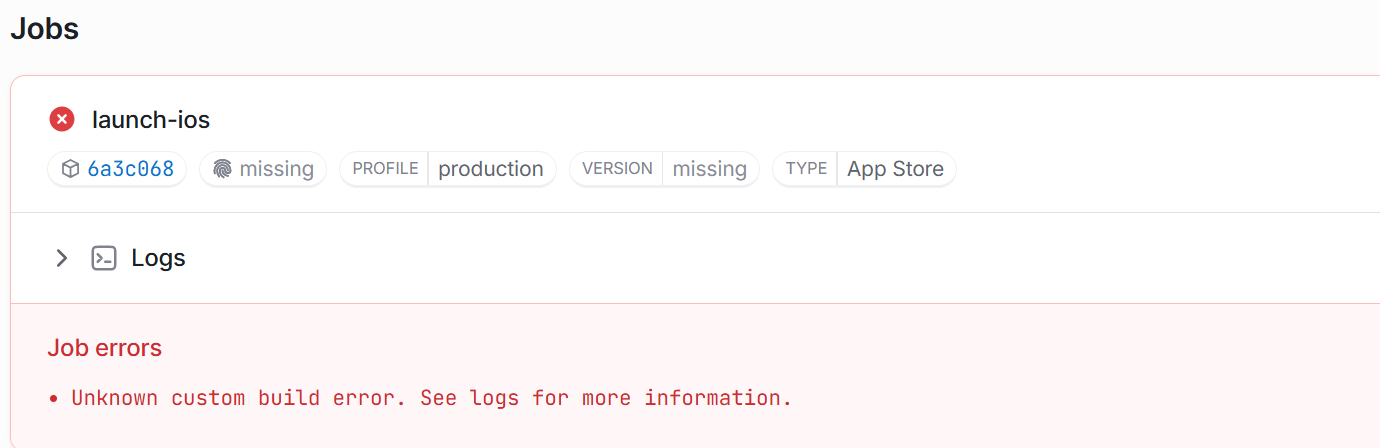 Jobs
launch-ios
6a3c068 missing PROFILE production VERSION missing TYPE App Store
Logs
Job errors
• Unknown custom build error. See logs for more information.